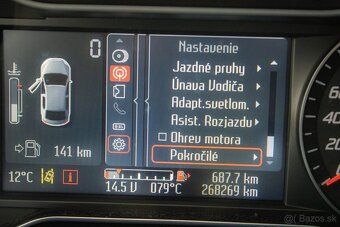 Nastavenie
0
Jazdné pruhy
Únava Vodiča
Adapt.svetlom.
Asist. Rozjazdu
Ohrev motora
Pokročilé
141 km
12°C
14.5 V
079°C
687.7 km
268269 km
© bazos.sk